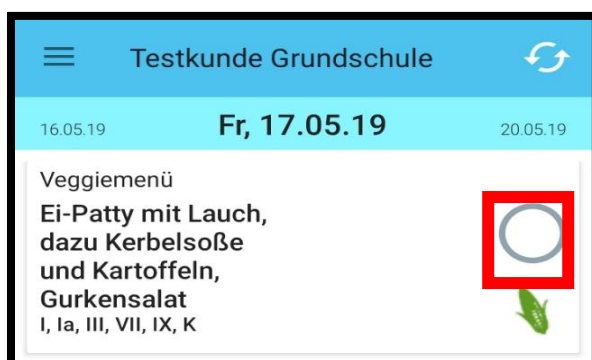 Testkunde Grundschule
16.05.19 Fr, 17.05.19 20.05.19
Veggiemenü
Ei-Patty mit Lauch,
dazu Kerbelsoße
und Kartoffeln,
Gurkensalat
I, Ia, III, VII, IX, K